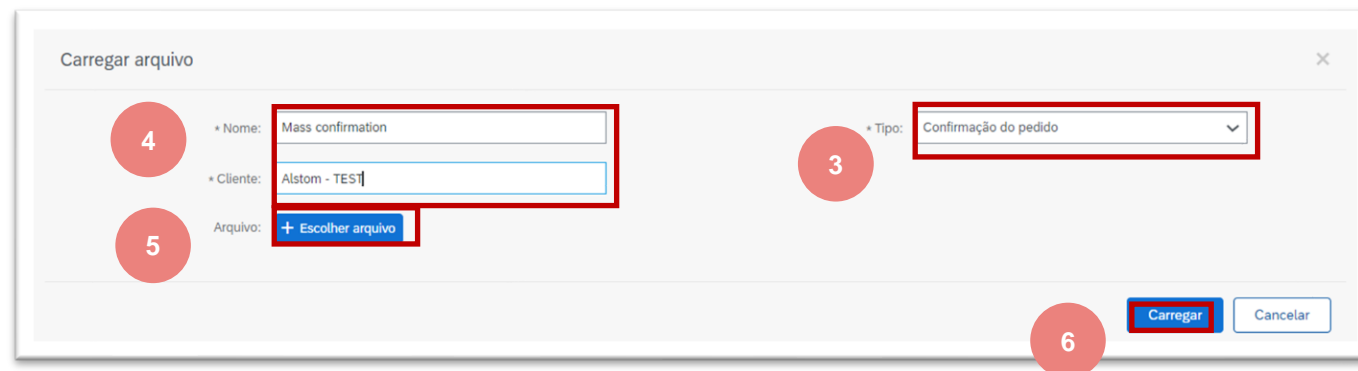 Carregar arquivo ×
4 * Nome: Mass confirmation
3 * Tipo: Confirmação do pedido
* Cliente: Alstom - TEST
5 Arquivo: + Escolher arquivo
6 Carregar Cancelar